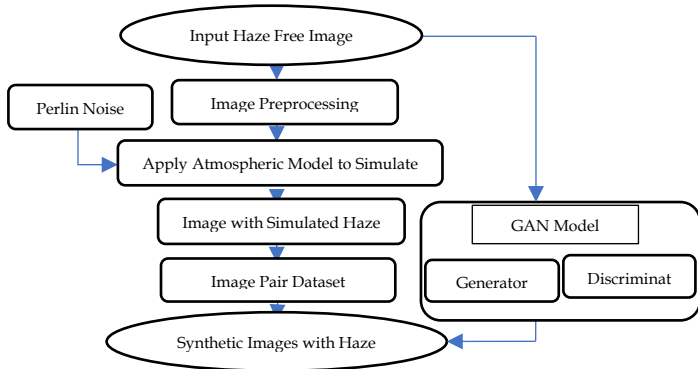 Input Haze Free Image
Perlin Noise
Image Preprocessing
Apply Atmospheric Model to Simulate
Image with Simulated Haze
GAN Model
Image Pair Dataset
Generator
Discriminat
Synthetic Images with Haze